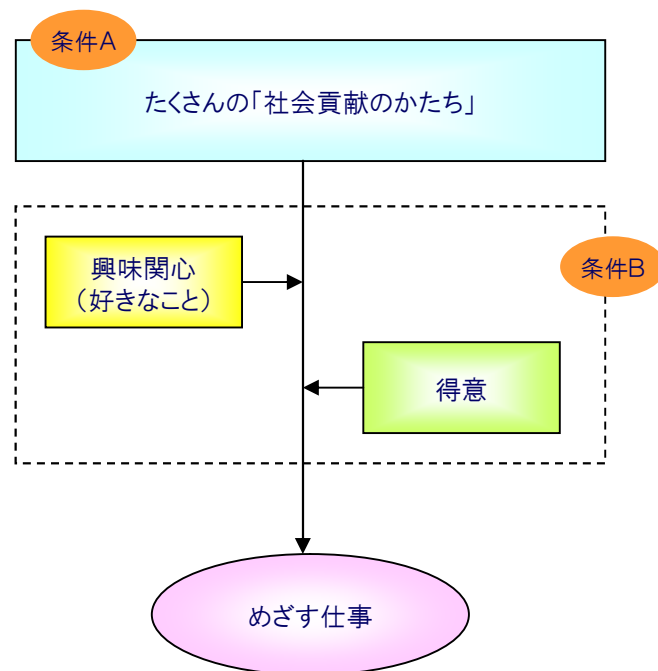 条件A
たくさんの「社会貢献のかたち」
興味関心
（好きなこと）
条件B
得意
めざす仕事